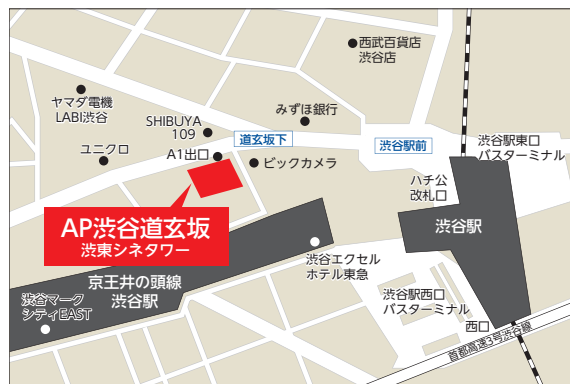 西武百貨店
渋谷店
ヤマダ電機
LABI渋谷
みずほ銀行
SHIBUYA
109
道玄坂下
渋谷駅前
渋谷駅東口
バスターミナル
ユニクロ
A1出口
ビックカメラ
ハチ公
改札口
AP渋谷道玄坂
渋東シネタワー
渋谷駅
渋谷エクセル
ホテル東急
京王井の頭線
渋谷駅
渋谷マーク
シティEAST
渋谷駅西口
バスターミナル
西口
首都高速3号渋谷線